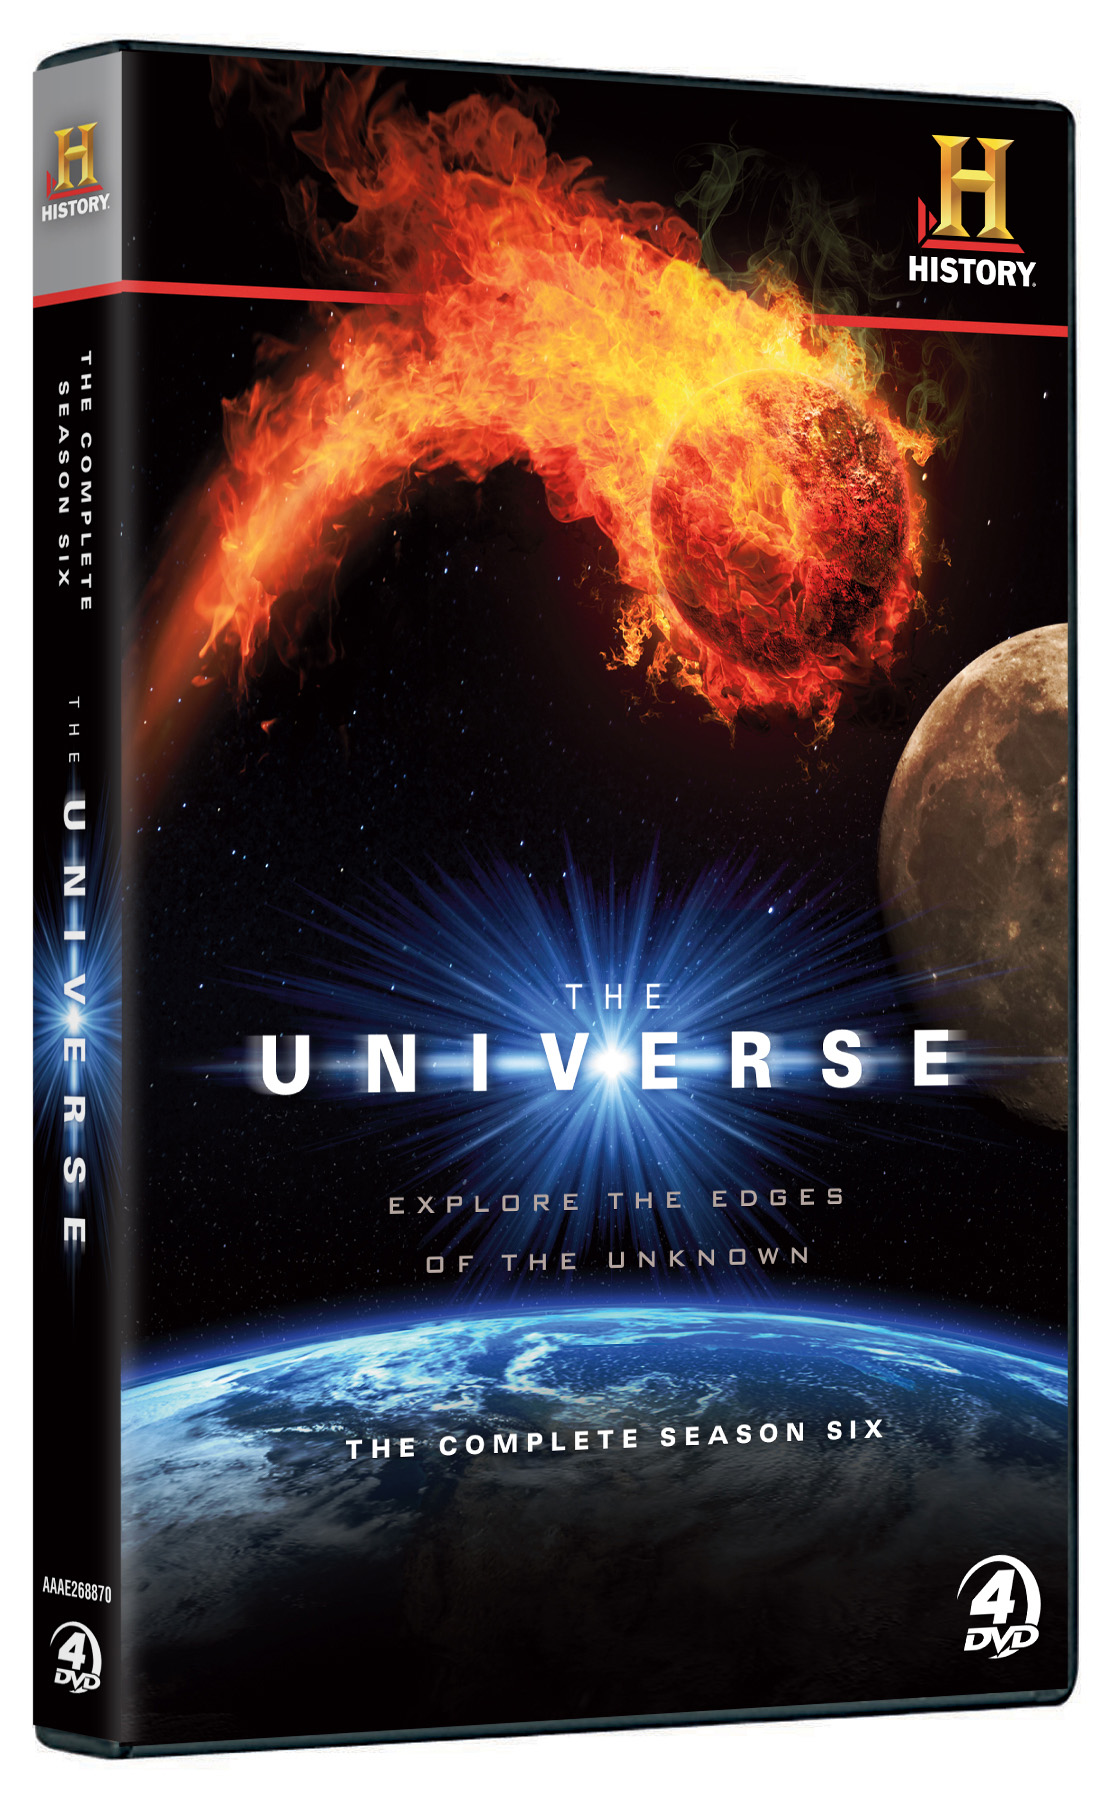 H
HISTORY
THE COMPLETE
SEASON SIX
THE
UNIVERSE
AAAE268870
4
DVD
H
HISTORY
THE
UNIVERSE
EXPLORE THE EDGES
OF THE UNKNOWN
THE COMPLETE SEASON SIX
4
DVD